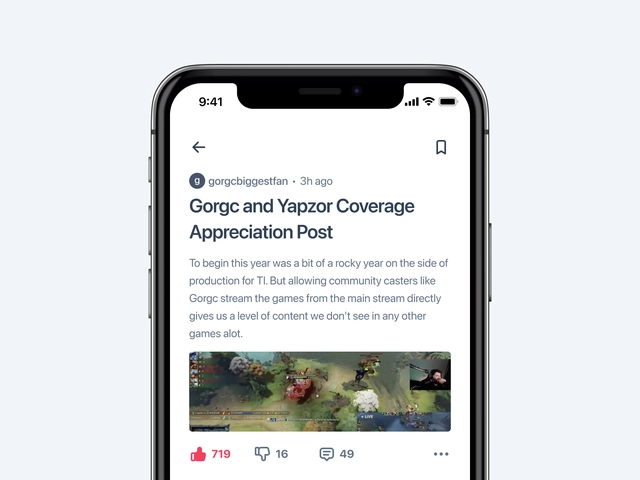 9:41
g gorgcbiggestfan • 3h ago
Gorgc and Yapzor Coverage
Appreciation Post
To begin this year was a bit of a rocky year on the side of
production for TI. But allowing community casters like
Gorgc stream the games from the main stream directly
gives us a level of content we don't see in any other
games alot.
LIVE
719 16 49